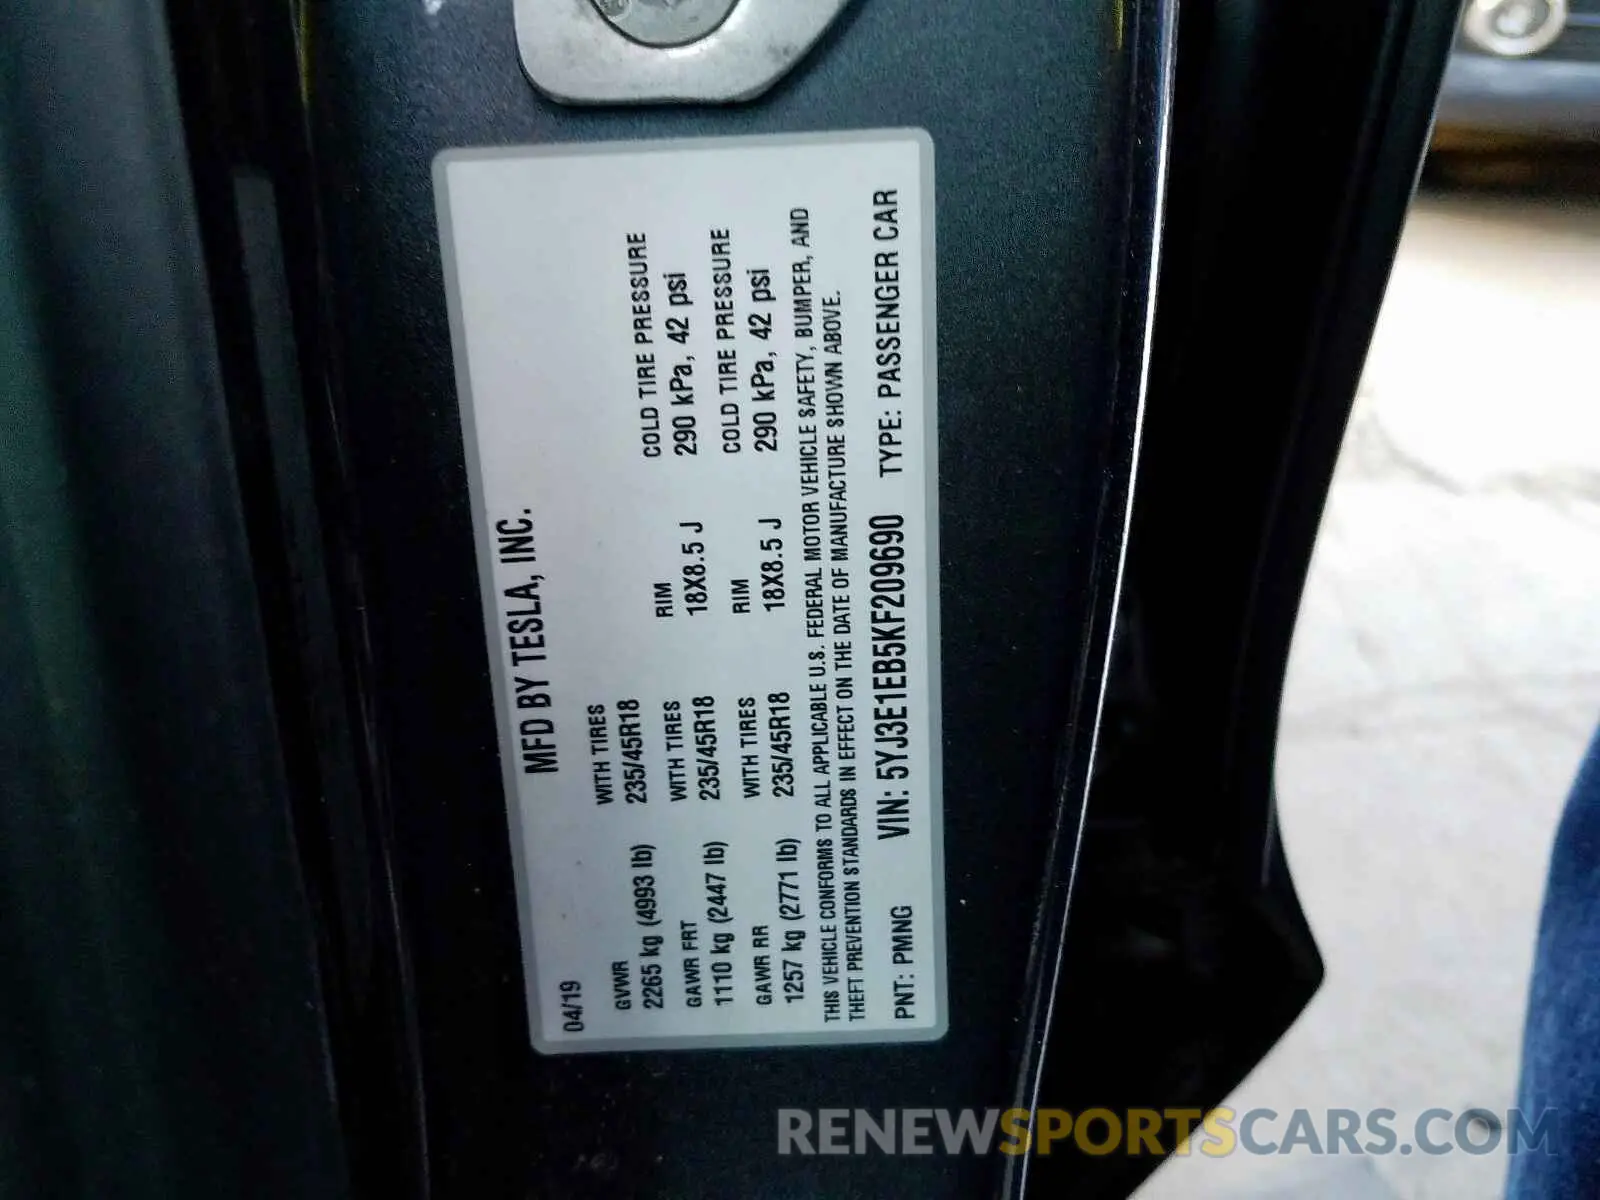 MFD BY TESLA, INC.
04/19
GVWR
2265 kg (4993 lb)
WITH TIRES
235/45R18
GAWR FRT
1110 kg (2447 lb)
WITH TIRES
235/45R18
RIM
18X8.5 J
COLD TIRE PRESSURE
290 kPa, 42 psi
GAWR RR
1257 kg (2771 lb)
WITH TIRES
235/45R18
RIM
18X8.5 J
COLD TIRE PRESSURE
290 kPa, 42 psi
THIS VEHICLE CONFORMS TO ALL APPLICABLE U.S. FEDERAL MOTOR VEHICLE SAFETY, BUMPER, AND
THEFT PREVENTION STANDARDS IN EFFECT ON THE DATE OF MANUFACTURE SHOWN ABOVE.
PNT: PMNG VIN: 5YJ3E1EB5KF209690 TYPE: PASSENGER CAR
RENEWSPORTSCARS.COM